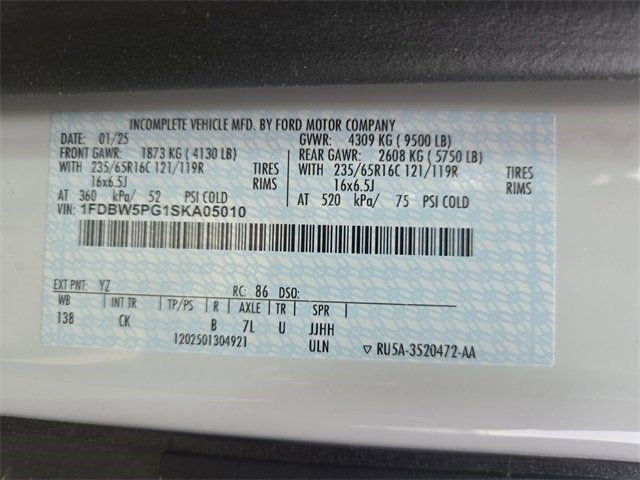 INCOMPLETE VEHICLE MFD. BY FORD MOTOR COMPANY
DATE: 01/25 GVWR: 4309 KG ( 9500 LB)
FRONT GAWR: 1873 KG ( 4130 LB) REAR GAWR: 2608 KG ( 5750 LB)
WITH 235/65R16C 121/119R TIRES WITH 235/65R16C 121/119R TIRES
16x6.5J RIMS 16x6.5J RIMS
AT 360 kPa/ 52 PSI COLD AT 520 kPa/ 75 PSI COLD
VIN: 1FDBW5PG1SKA05010
EXT PNT: YZ RC: 86 DSO:
WB INT TR TP/PS R AXLE TR SPR
138 CK B 7L U JJHH
1202501304921 ULN ▽ RU5A-3520472-AA